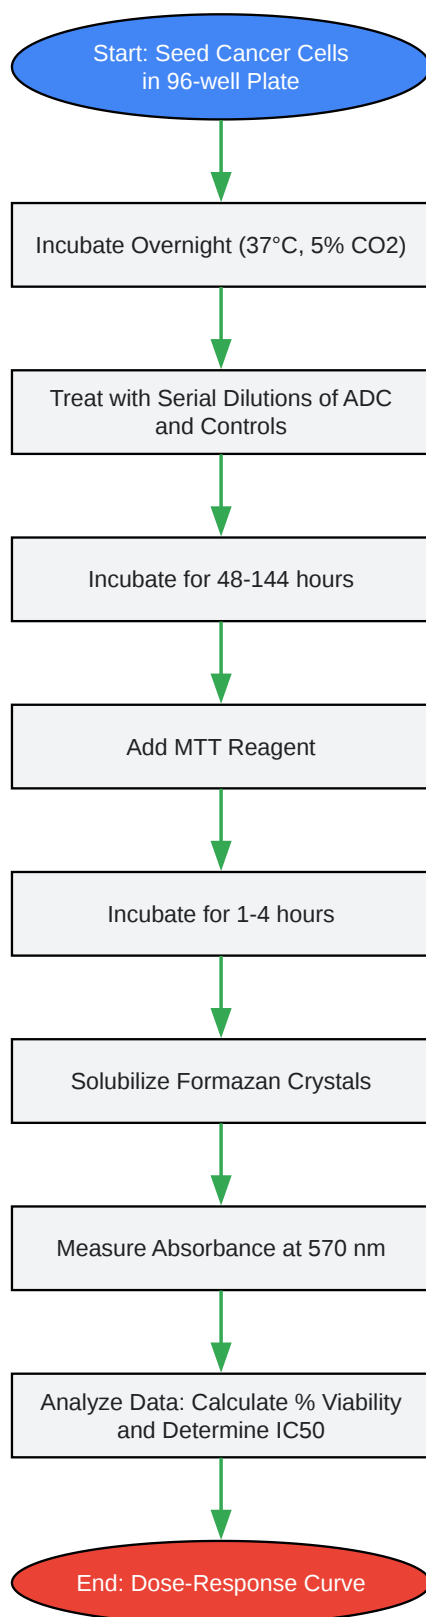 Start: Seed Cancer Cells
in 96-well Plate
Incubate Overnight (37°C, 5% CO2)
Treat with Serial Dilutions of ADC
and Controls
Incubate for 48-144 hours
Add MTT Reagent
Incubate for 1-4 hours
Solubilize Formazan Crystals
Measure Absorbance at 570 nm
Analyze Data: Calculate % Viability
and Determine IC50
End: Dose-Response Curve